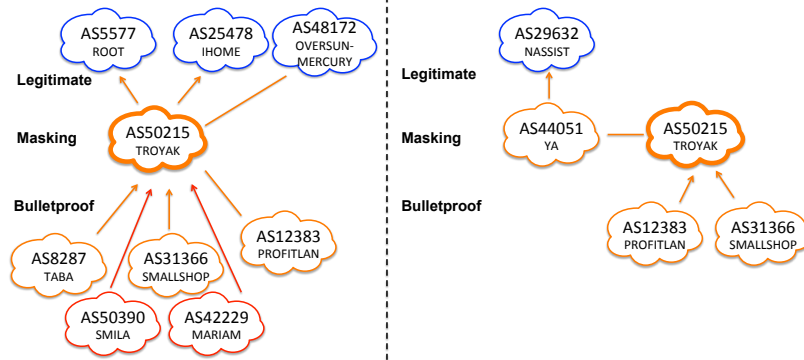 AS5577
ROOT
AS25478
IHOME
AS48172
OVERSUN-
MERCURY
Legitimate
Masking
AS50215
TROYAK
Bulletproof
AS8287
TABA
AS31366
SMALLSHOP
AS12383
PROFITLAN
AS50390
SMILA
AS42229
MARIAM
AS29632
NASSIST
Legitimate
Masking
AS44051
YA
AS50215
TROYAK
Bulletproof
AS12383
PROFITLAN
AS31366
SMALLSHOP